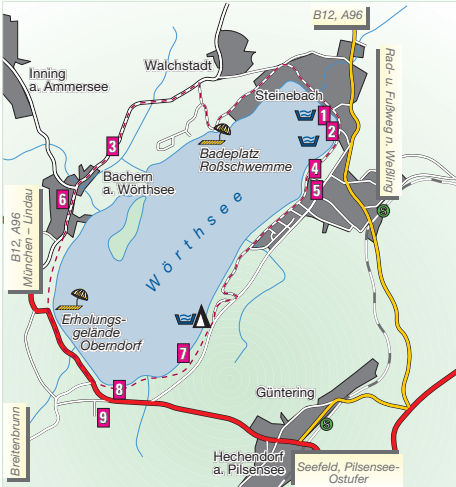 B12, A96
Inning
a. Ammersee
Walchstadt
Steinebach
Rad- u. Fußweg n. Weßling
1
2
3
Badeplatz
Roßschwemme
4
5
Bachern
a. Wörthsee
6
Wörthsee
S
B12, A96
München – Lindau
Erholungs-
gelände
Oberndorf
7
8
9
Güntering
Breitenbrunn
S
Hechendorf
a. Pilsensee
Seefeld, Pilsensee-
Ostufer